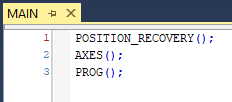 MAIN
1 POSITION_RECOVERY();
2 AXES();
3 PROG();